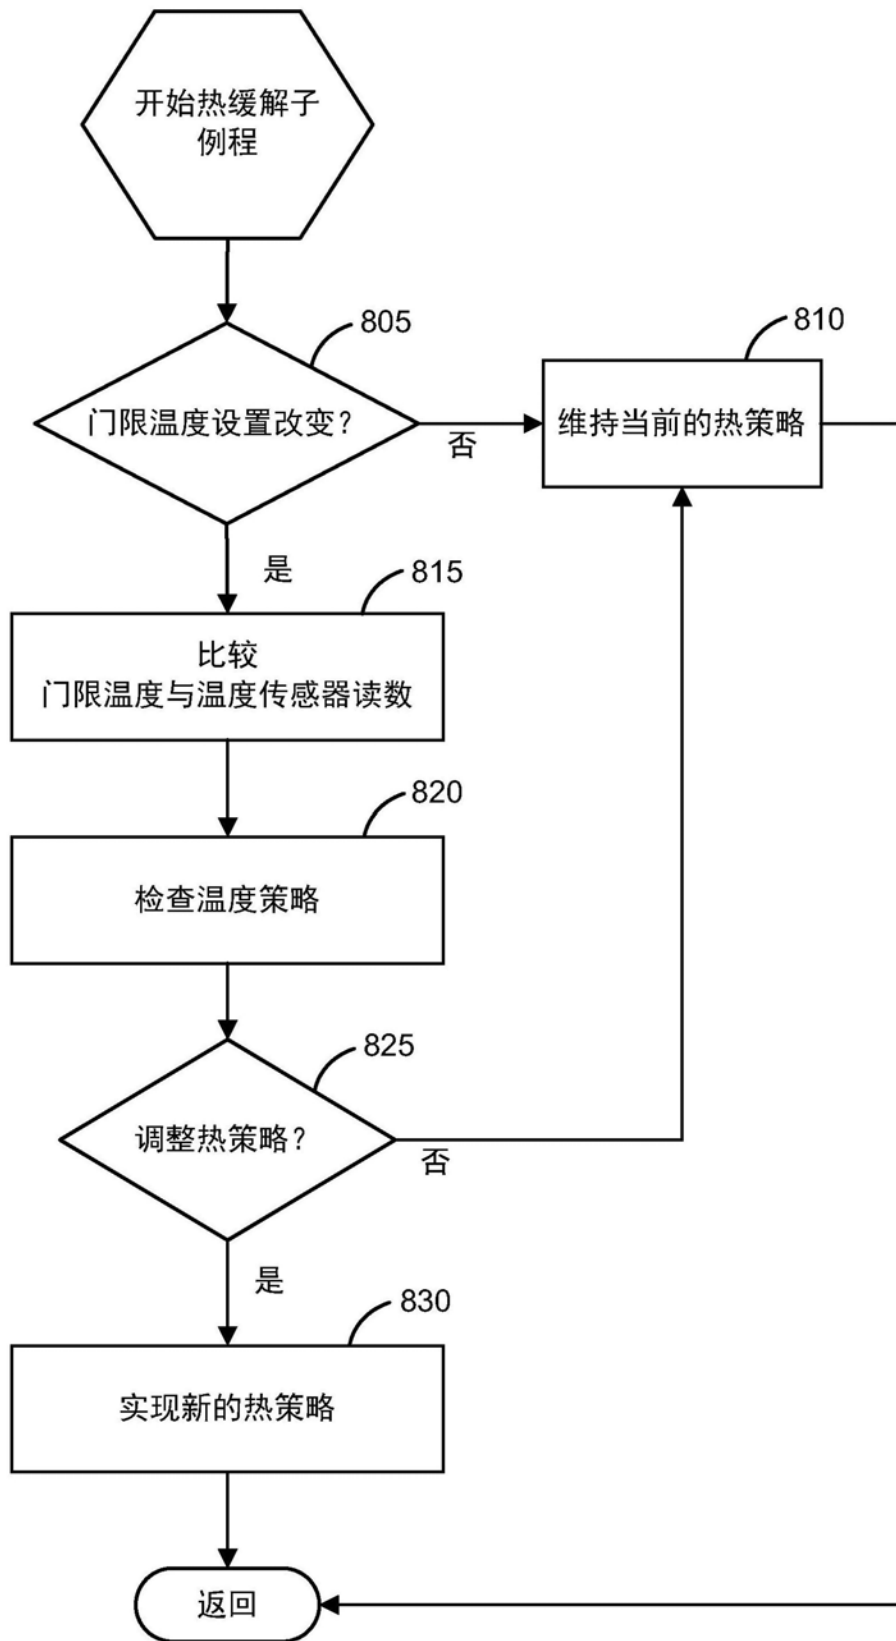 开始热缓解子
例程
805
门限温度设置改变?
否
810
维持当前的热策略
是
815
比较
门限温度与温度传感器读数
820
检查温度策略
825
调整热策略?
否
是
830
实现新的热策略
返回